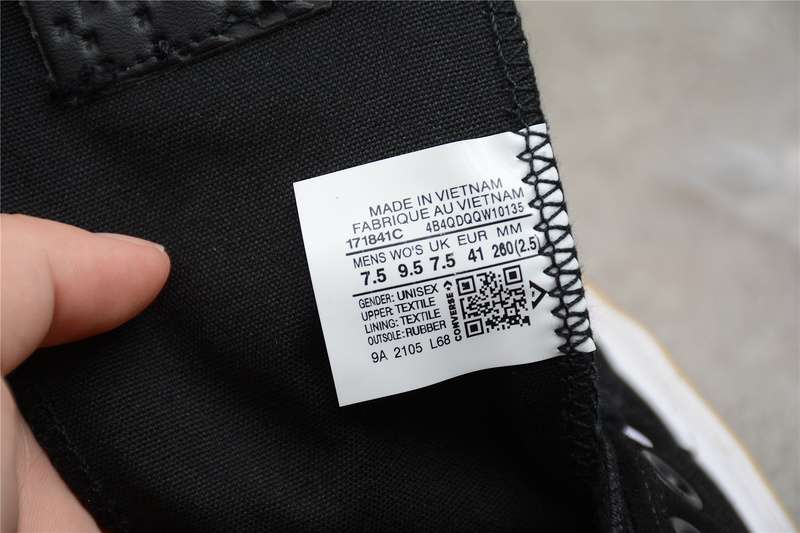 MADE IN VIETNAM
FABRIQUE AU VIETNAM
171841C 4B4QDQQW10135
MENS WO'S UK EUR MM
7.5 9.5 7.5 41 260(2.5)
GENDER: UNISEX
UPPER: TEXTILE
LINING: TEXTILE
OUTSOLE: RUBBER
CONVERSE
9A 2105 L68